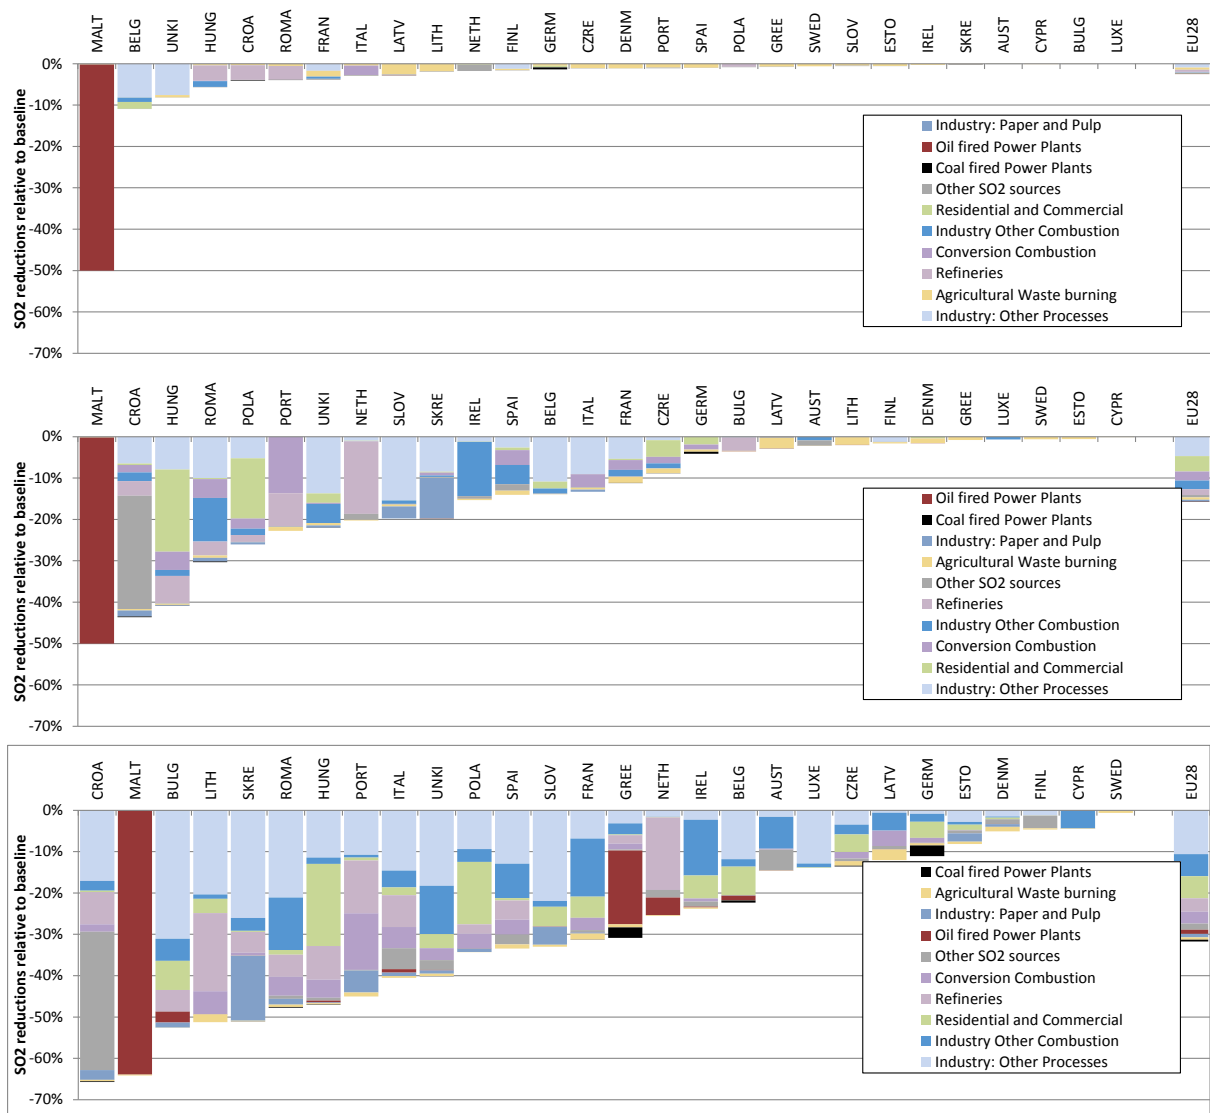 MALT BELG UNKI HUNG CROA ROMA FRAN ITAL LATV LITH NETH FINL GERM CZRE DENM PORT SPAI POLA GREE SWED SLOV ESTO IREL SKRE AUST CYPR BULG LUXE EU28
SO2 reductions relative to baseline
0%
-10%
-20%
-30%
-40%
-50%
-60%
-70%
Industry: Paper and Pulp
Oil fired Power Plants
Coal fired Power Plants
Other SO2 sources
Residential and Commercial
Industry Other Combustion
Conversion Combustion
Refineries
Agricultural Waste burning
Industry: Other Processes
MALT CROA HUNG ROMA POLA PORT UNKI NETH SLOV SKRE IREL SPAI BELG ITAL FRAN CZRE GERM BULG LATV AUST LITH FINL DENM GREE LUXE SWED ESTO CYPR EU28
SO2 reductions relative to baseline
0%
-10%
-20%
-30%
-40%
-50%
-60%
-70%
Oil fired Power Plants
Coal fired Power Plants
Industry: Paper and Pulp
Agricultural Waste burning
Other SO2 sources
Refineries
Industry Other Combustion
Conversion Combustion
Residential and Commercial
Industry: Other Processes
CROA MALT BULG LITH SKRE ROMA HUNG PORT ITAL UNKI POLA SPAI SLOV FRAN GREE NETH IREL BELG AUST LUXE CZRE LATV GERM ESTO DENM FINL CYPR SWED EU28
SO2 reductions relative to baseline
0%
-10%
-20%
-30%
-40%
-50%
-60%
-70%
Coal fired Power Plants
Agricultural Waste burning
Industry: Paper and Pulp
Oil fired Power Plants
Other SO2 sources
Conversion Combustion
Refineries
Residential and Commercial
Industry Other Combustion
Industry: Other Processes